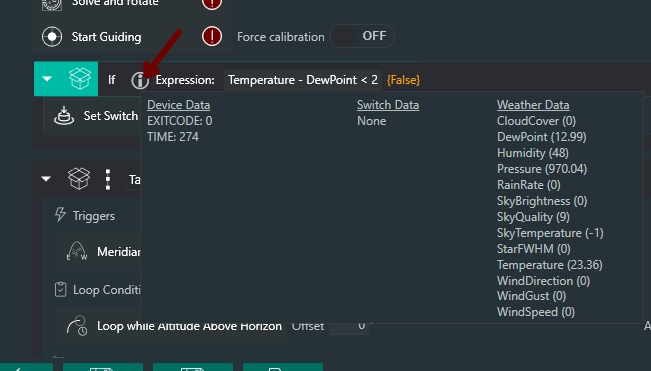 Solve and rotate
Start Guiding Force calibration OFF
If Expression: Temperature - DewPoint < 2 {False}
Set Switch
Device Data
EXITCODE: 0
TIME: 274
Switch Data
None
Weather Data
CloudCover (0)
DewPoint (12.99)
Humidity (48)
Pressure (970.04)
RainRate (0)
SkyBrightness (0)
SkyQuality (9)
SkyTemperature (-1)
StarFWHM (0)
Temperature (23.36)
WindDirection (0)
WindGust (0)
WindSpeed (0)
Ta
Triggers
E W Meridian
Loop Conditi
Loop while Altitude Above Horizon Offset 0 °
A